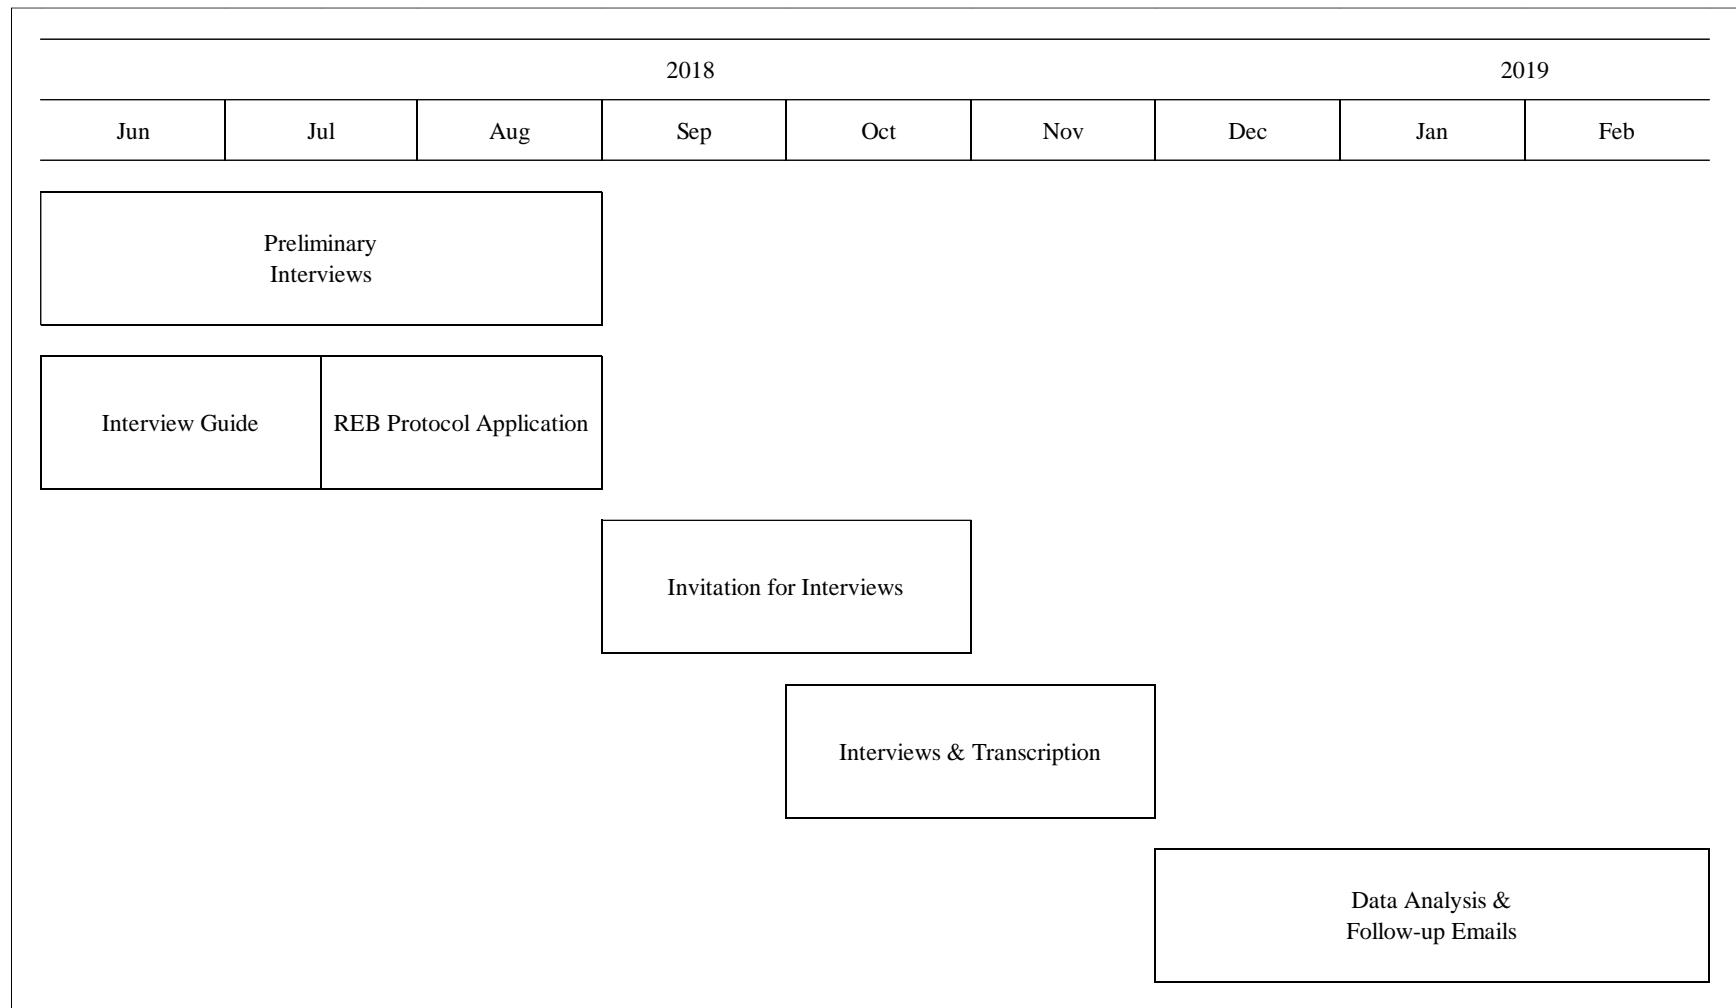 2018 2019
Jun Jul Aug Sep Oct Nov Dec Jan Feb
Preliminary
Interviews
Interview Guide REB Protocol Application
Invitation for Interviews
Interviews & Transcription
Data Analysis &
Follow-up Emails